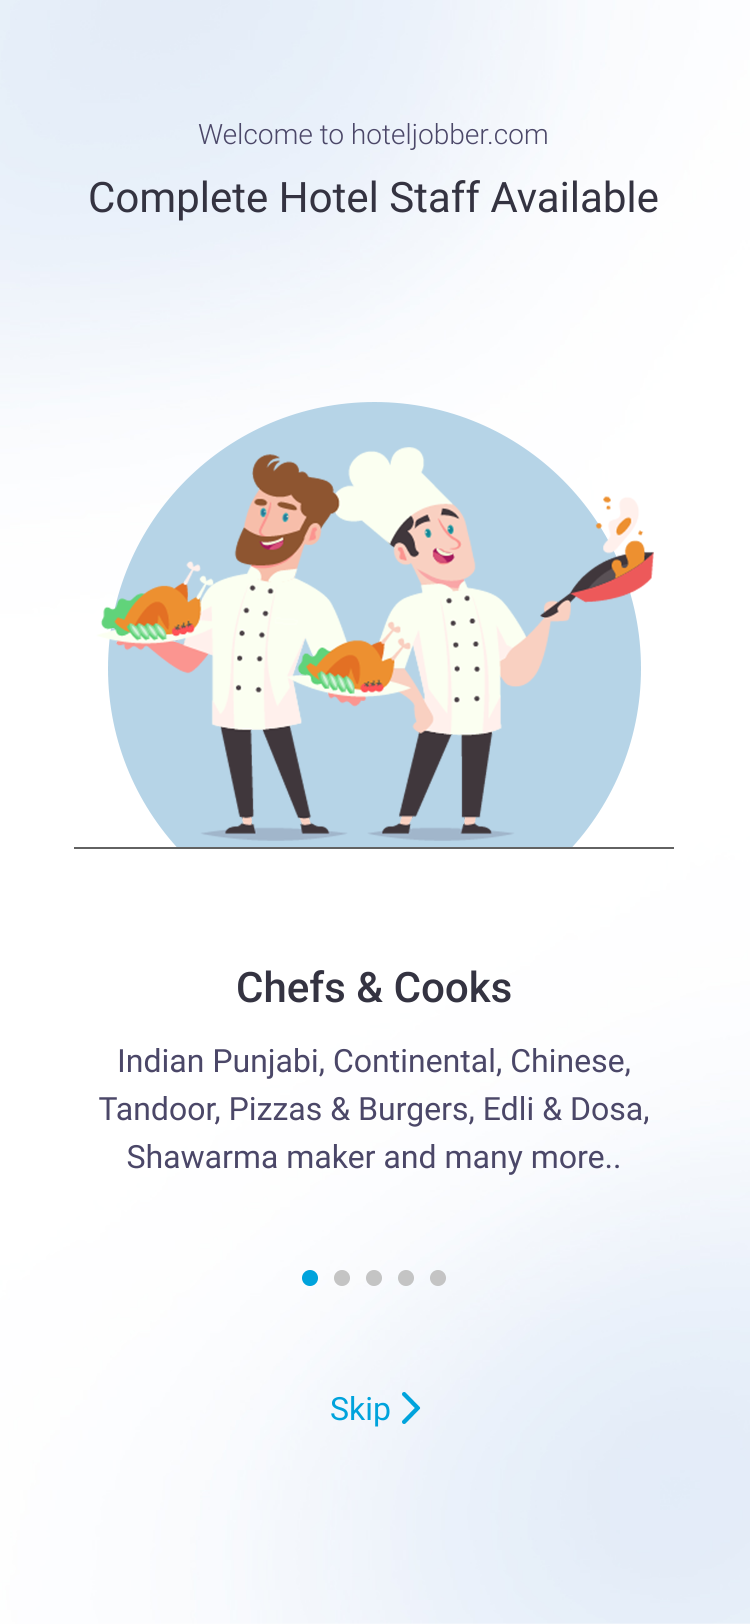 Welcome to hoteljobber.com
Complete Hotel Staff Available
Chefs & Cooks
Indian Punjabi, Continental, Chinese,
Tandoor, Pizzas & Burgers, Edli & Dosa,
Shawarma maker and many more..
Skip